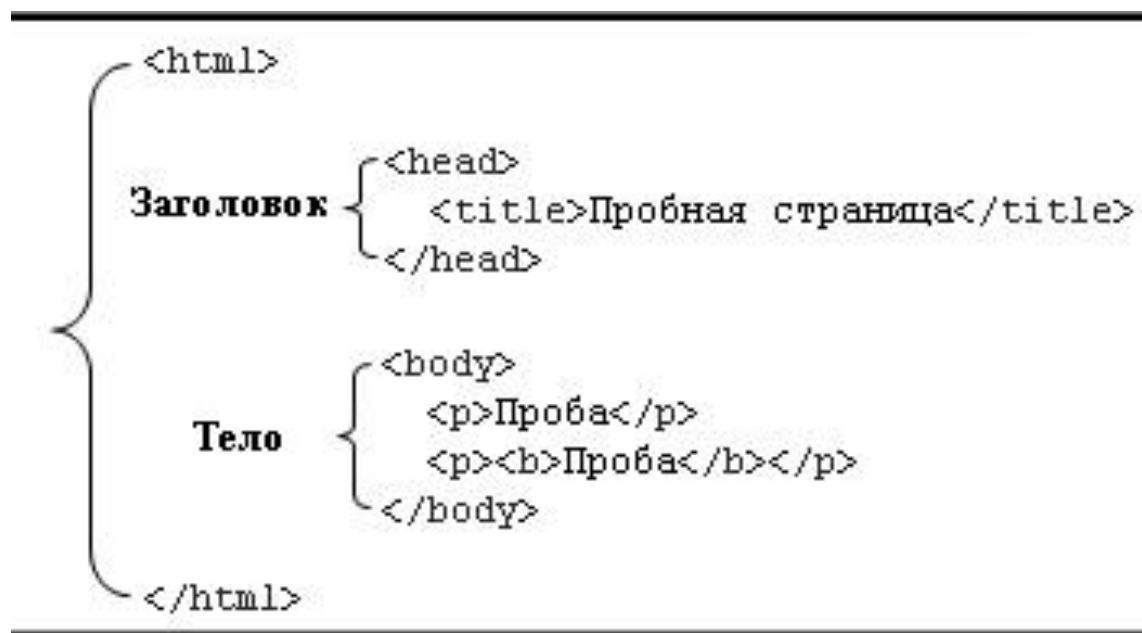 <html>
<head>
Заголовок
<title>Пробная страница</title>
</head>
<body>
<p>Проба</p>
Тело
<p><b>Проба</b></p>
</body>
</html>